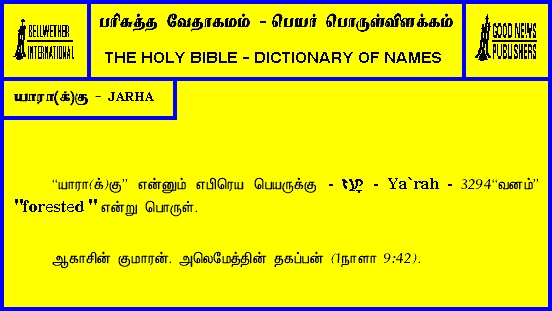 BELLWETHER
INTERNATIONAL
பரிசுத்த வேதாகமம் - பெயர் பொருள்விளக்கம்
THE HOLY BIBLE - DICTIONARY OF NAMES
GOOD NEWS
PUBLISHERS
யாரா(க்)கு - JARHA
“யாரா(க்)கு” என்னும் எபிரெய பெயருக்கு - - Ya`rah - 3294“வனம்”
"forested " என்று பொருள்.
ஆகாசின் குமாரன். அலெமேத்தின் தகப்பன் (1நாளா 9:42).